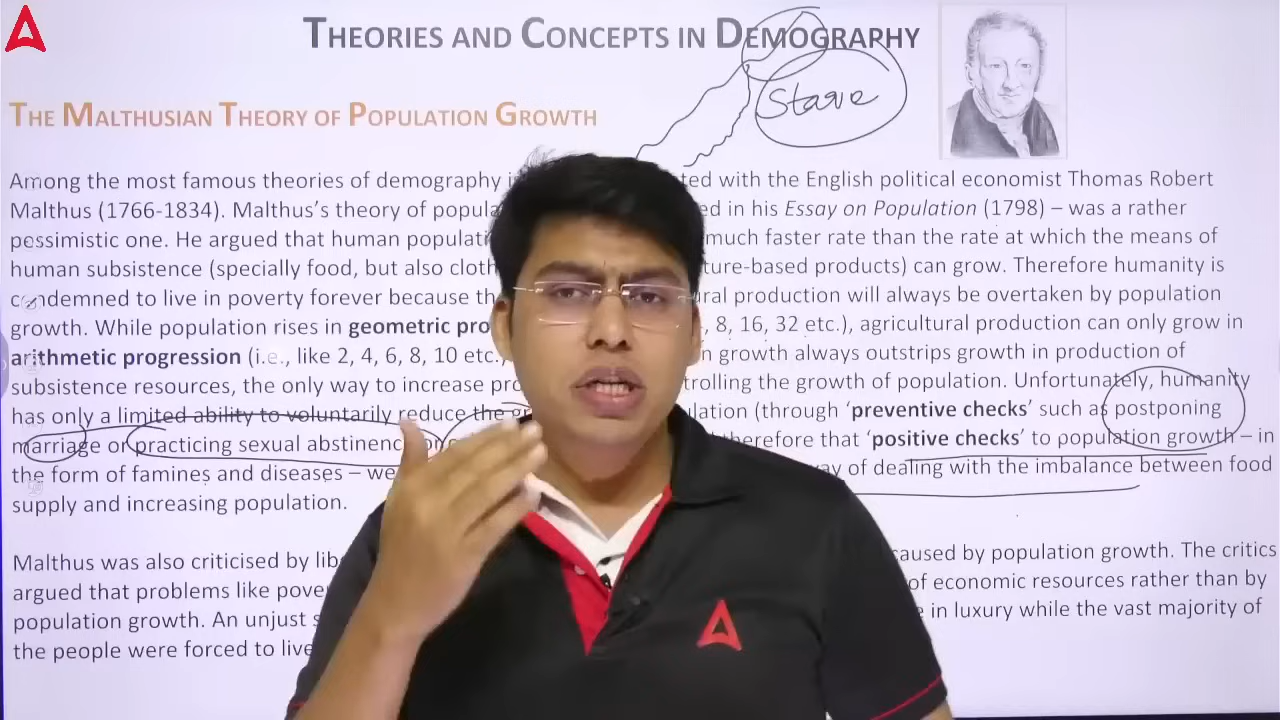 THEORIES AND CONCEPTS IN DEMOGRAPHY
Starve
THE MALTHUSIAN THEORY OF POPULATION GROWTH
Among the most famous theories of demography ted with the English political economist Thomas Robert
Malthus (1766-1834). Malthus's theory of popula ed in his Essay on Population (1798) – was a rather
pessimistic one. He argued that human populati much faster rate than the rate at which the means of
human subsistence (specially food, but also cloth ture-based products) can grow. Therefore humanity is
condemned to live in poverty forever because th ral production will always be overtaken by population
growth. While population rises in geometric pro , 8, 16, 32 etc.), agricultural production can only grow in
arithmetic progression (i.e., like 2, 4, 6, 8, 10 etc. n growth always outstrips growth in production of
subsistence resources, the only way to increase pro trolling the growth of population. Unfortunately, humanity
has only a limited ability to voluntarily reduce the gr lation (through 'preventive checks' such as postponing
marriage or practicing sexual abstinenc therefore that 'positive checks' to population growth – in
the form of famines and diseases – we ay of dealing with the imbalance between food
supply and increasing population.
Malthus was also criticised by lib caused by population growth. The critics
argued that problems like pove of economic resources rather than by
population growth. An unjust s e in luxury while the vast majority of
the people were forced to live